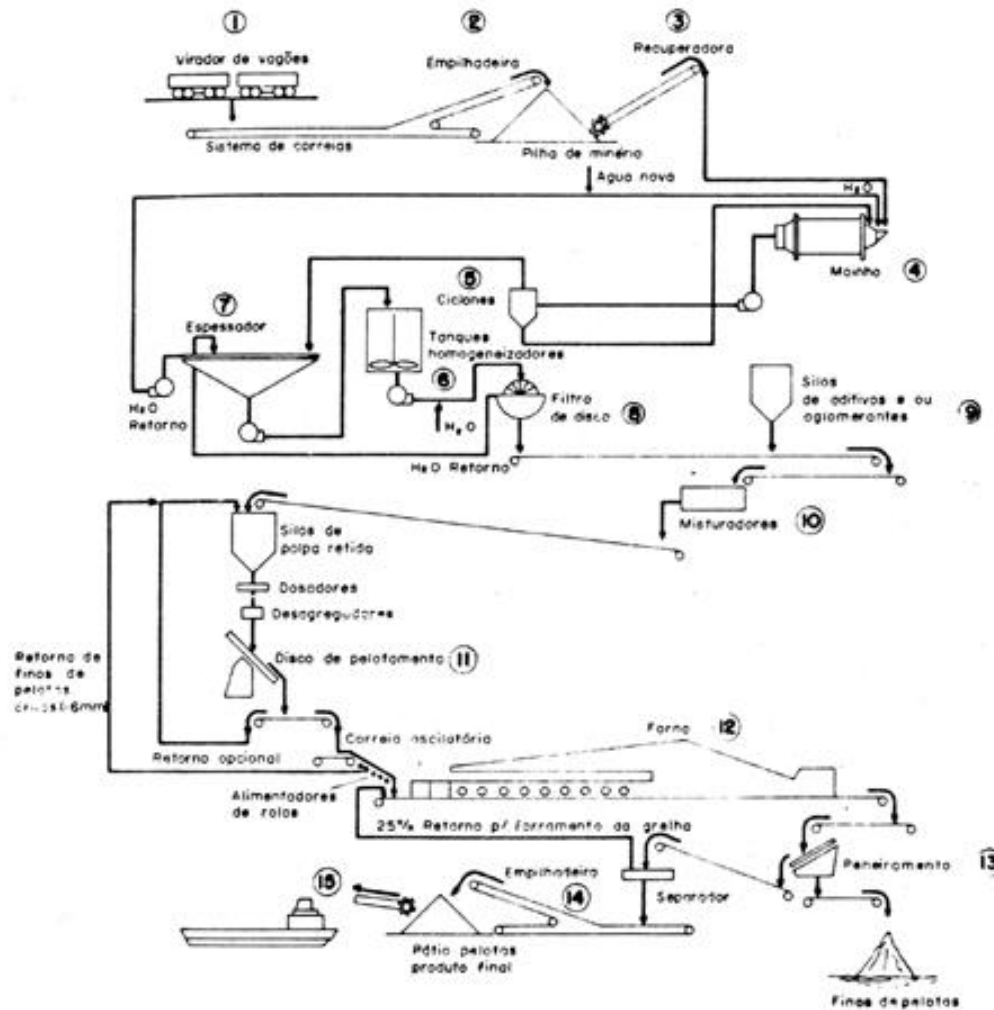 ①
virador de vagões
②
Empilhadeira
③
Recuperadora
Sistema de correias
Pilha de minério
Agua nova
H₂O
Moinho
④
⑤
Ciclones
⑦
Espessador
Tanques
homogeneizadores
⑥
H₂O
H₂O
Retorno
Filtro
de disco
⑧
H₂O Retorno
Silos
de aditivos e ou
aglomerantes
⑨
Misturadores
⑩
Silos de
polpa retida
Dosadores
Desagregadores
Disco de pelotamento
⑪
Retorno de
finos de
pelotas
Retorno opcional
Correia oscilatória
Alimentadores
de rolos
Forno
⑫
25% Retorno p/ forramento da grelha
Peneiramento
⑬
Separador
Empilhadeira
⑭
⑮
Pátio pelotas
produto final
Finos de pelotas